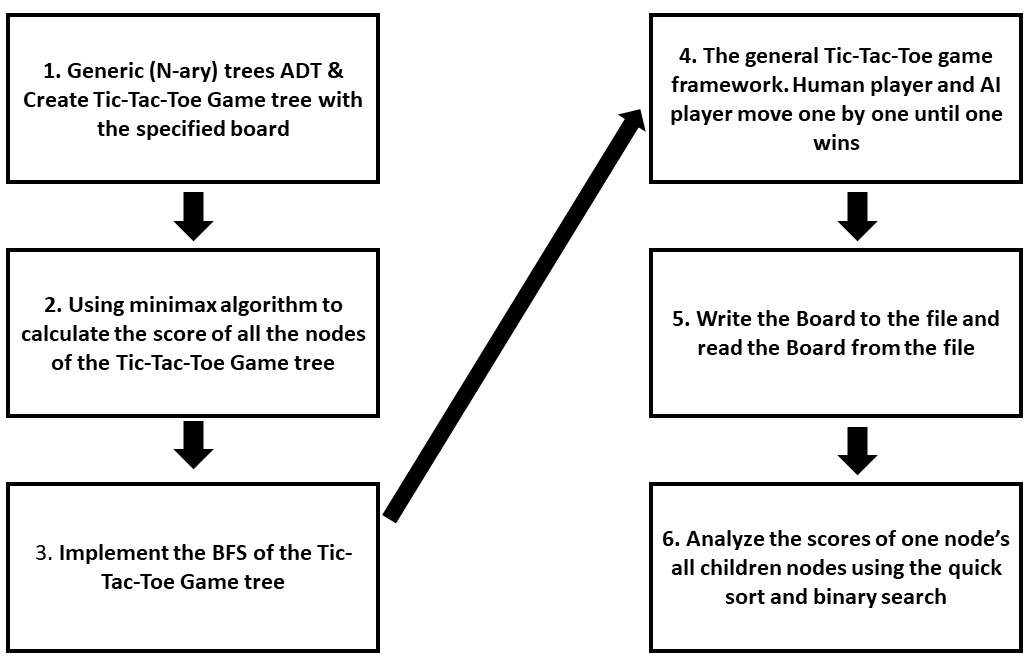 1. Generic (N-ary) trees ADT &
Create Tic-Tac-Toe Game tree with
the specified board
2. Using minimax algorithm to
calculate the score of all the nodes
of the Tic-Tac-Toe Game tree
3. Implement the BFS of the Tic-
Tac-Toe Game tree
4. The general Tic-Tac-Toe game
framework. Human player and AI
player move one by one until one
wins
5. Write the Board to the file and
read the Board from the file
6. Analyze the scores of one node’s
all children nodes using the quick
sort and binary search